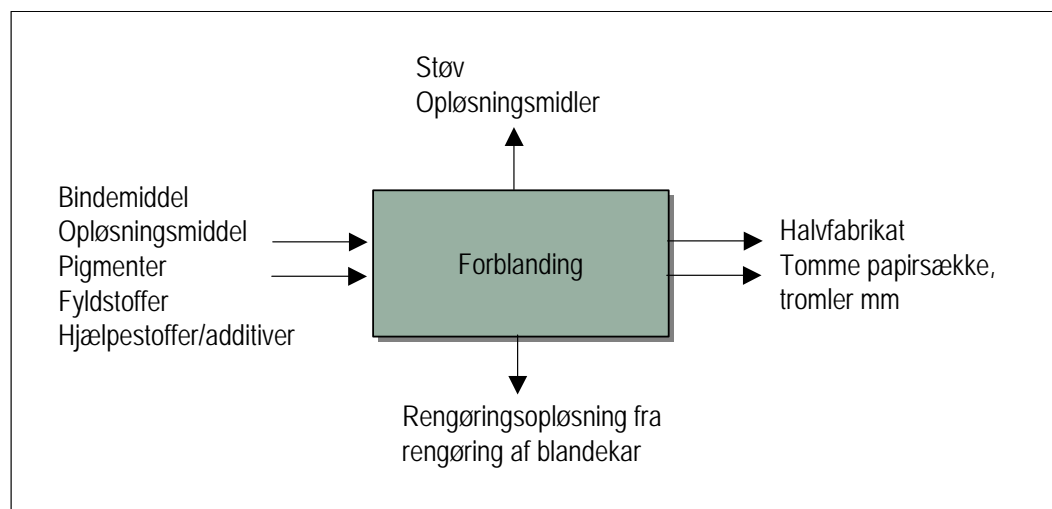 Støv
Opløsningsmidler
Bindemiddel
Opløsningsmiddel
Pigmenter
Fyldstoffer
Hjælpestoffer/additiver
Forblanding
Halvfabrikat
Tomme papirsække,
tromler mm
Rengøringsopløsning fra
rengøring af blandekar